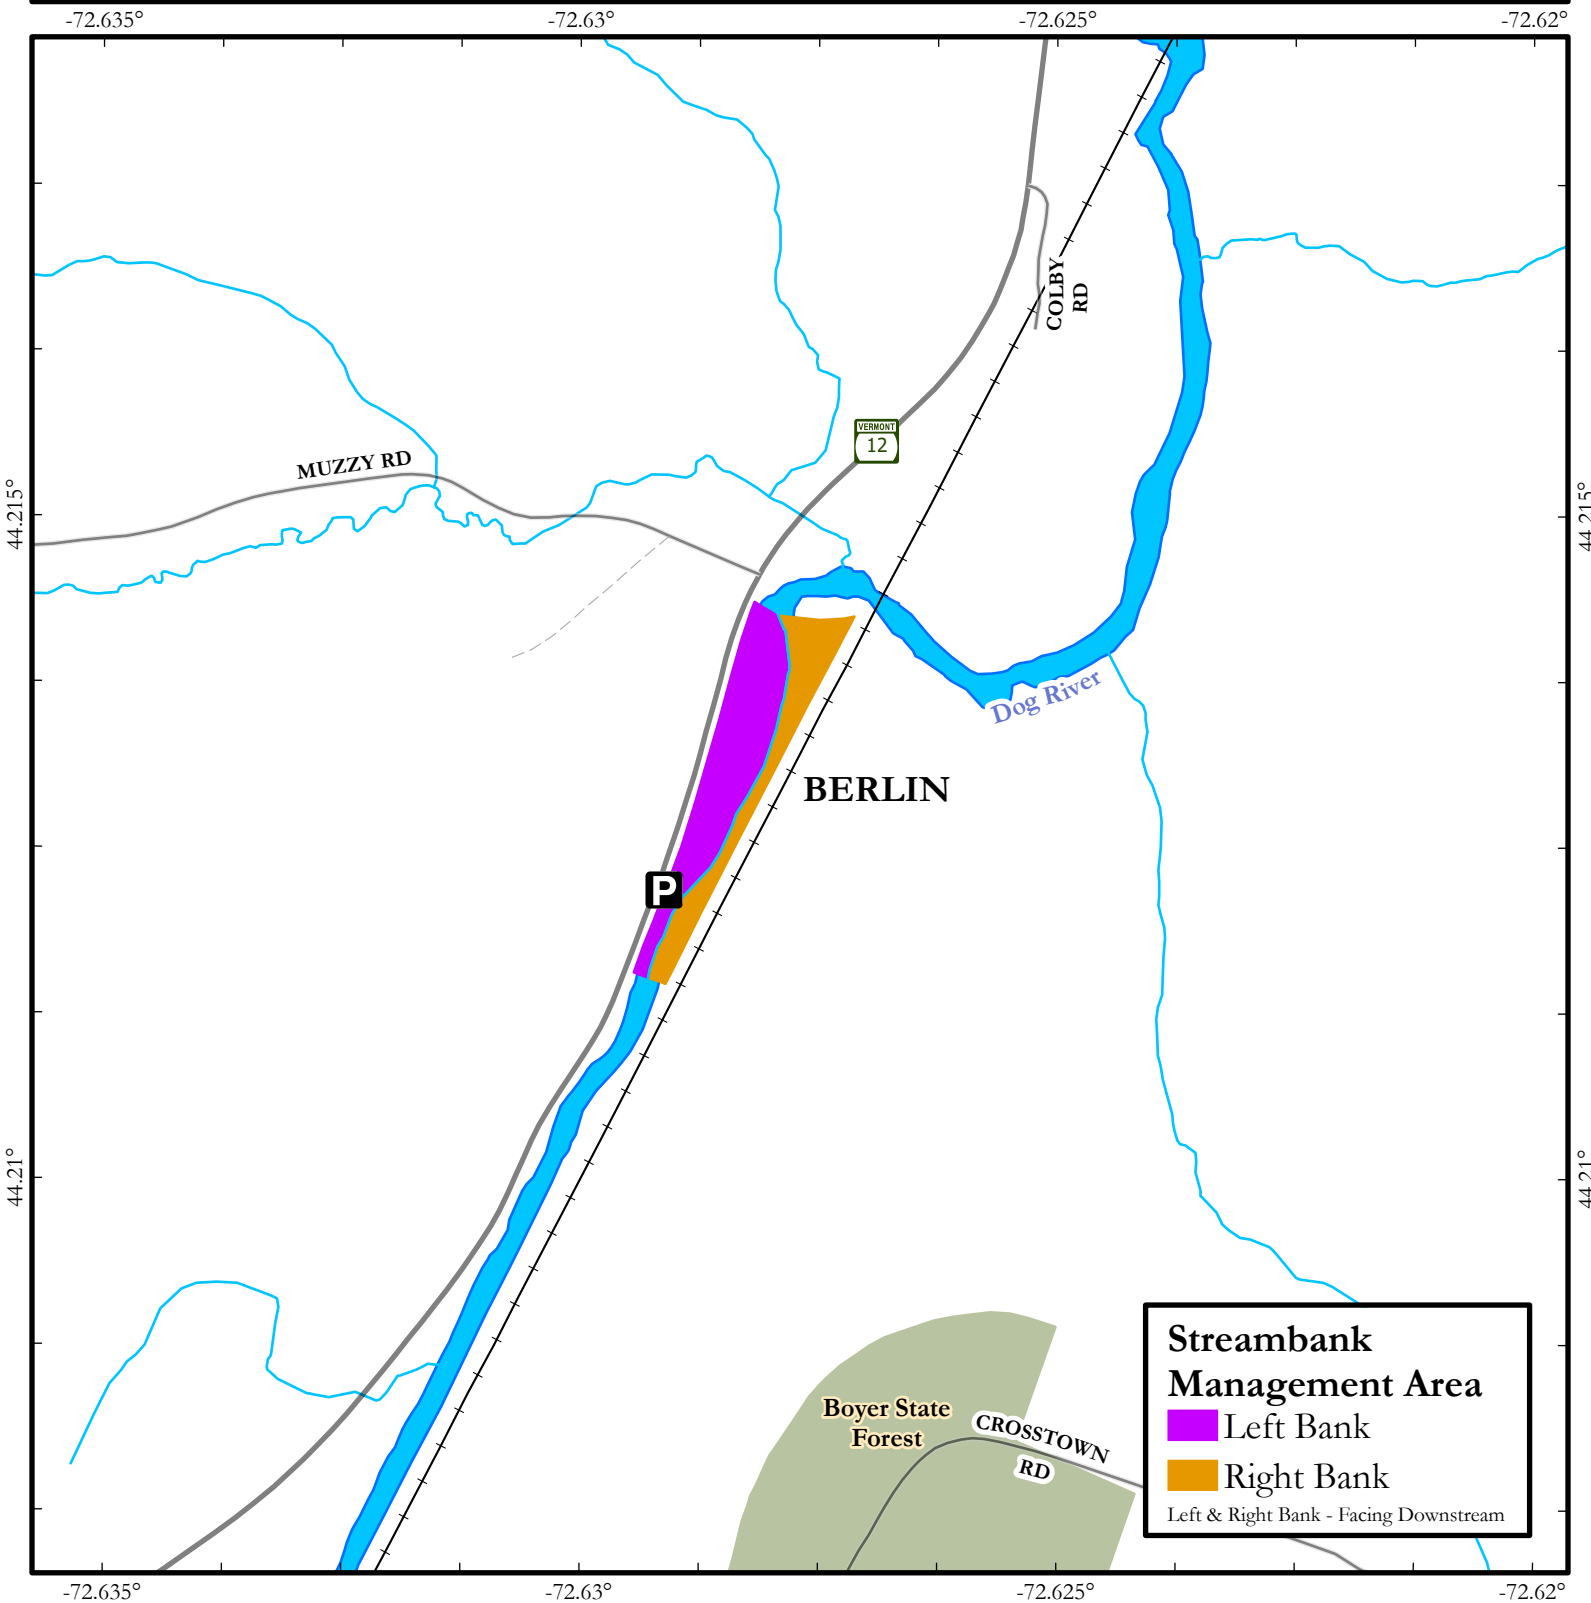 -72.635° -72.63° -72.625° -72.62°
COLBY
RD
VERMONT
12
MUZZY RD
44.215° 44.215°
Dog River
BERLIN
P
44.21° 44.21°
Boyer State
Forest
CROSSTOWN
RD
Streambank
Management Area
Left Bank
Right Bank
Left & Right Bank - Facing Downstream
-72.635° -72.63° -72.625° -72.62°